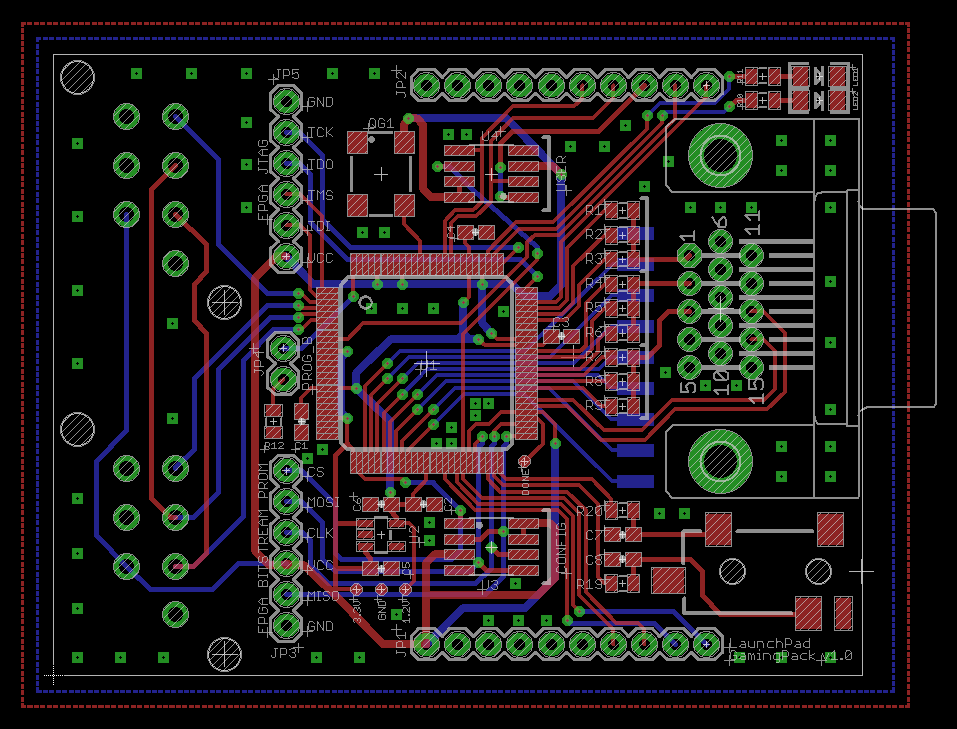 JP5
GND
TCK
TDO
TMS
TDI
VCC
FPGA JTAG
JP2
QG1
U4
USER
C4
R1
R2
R3
R4
R5
R6
R7
R8
R9
C3
1
6
11
5
10
15
JP4
PROG_B
R12
C1
CS
MOSI
CLK
VCC
MISO
GND
FPGA BITSTREAM PROM
JP3
C6
C2
U2
C5
3.3V
GND
1.2V
DONE
CONFIG
U3
R20
C7
C8
R19
JP1
LED1
LED2
LaunchPad
GamingPack v1.0